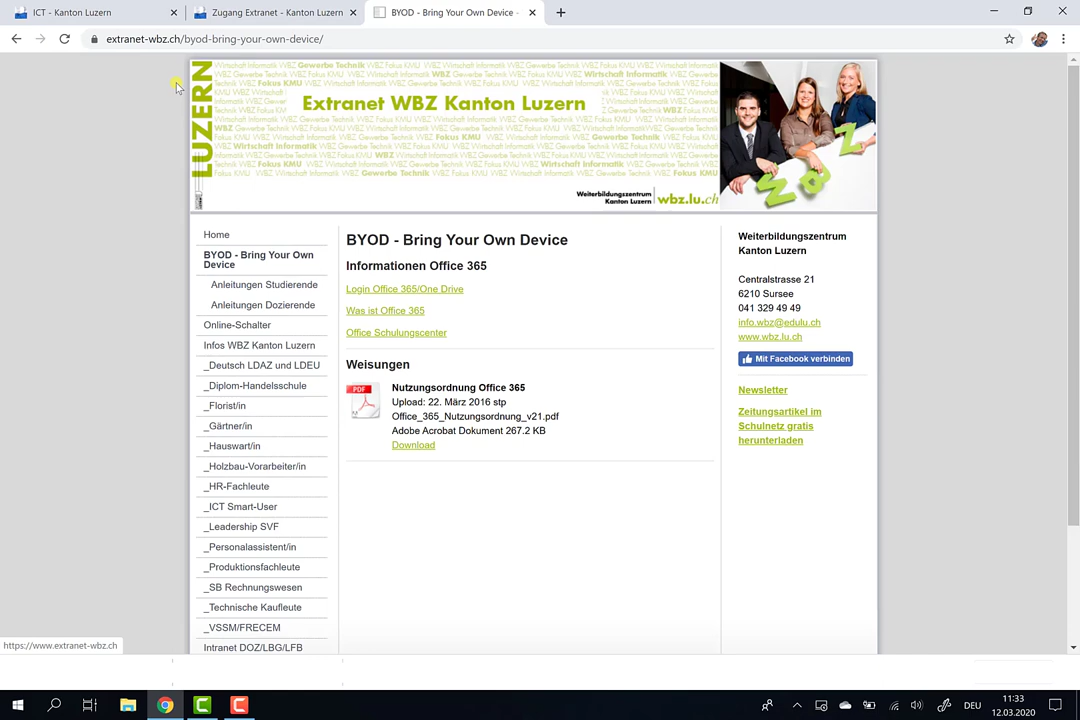 ICT - Kanton Luzern
Zugang Extranet - Kanton Luzern
BYOD - Bring Your Own Device -
extranet-wbz.ch/byod-bring-your-own-device/
LUZERN
Extranet WBZ Kanton Luzern
Weiterbildungszentrum
Kanton Luzern
wbz.lu.ch
Home
BYOD - Bring Your Own
Device
Anleitungen Studierende
Anleitungen Dozierende
Online-Schalter
Infos WBZ Kanton Luzern
_Deutsch LDAZ und LDEU
_Diplom-Handelsschule
_Florist/in
_Gärtner/in
_Hauswart/in
_Holzbau-Vorarbeiter/in
_HR-Fachleute
_ICT Smart-User
_Leadership SVF
_Personalassistent/in
_Produktionsfachleute
_SB Rechnungswesen
_Technische Kaufleute
_VSSM/FRECEM
Intranet DOZ/LBG/LFB
BYOD - Bring Your Own Device
Informationen Office 365
Login Office 365/One Drive
Was ist Office 365
Office Schulungscenter
Weisungen
PDF
Nutzungsordnung Office 365
Upload: 22. März 2016 stp
Office_365_Nutzungsordnung_v21.pdf
Adobe Acrobat Dokument 267.2 KB
Download
Weiterbildungszentrum
Kanton Luzern
Centralstrasse 21
6210 Sursee
041 329 49 49
info.wbz@edulu.ch
www.wbz.lu.ch
Mit Facebook verbinden
Newsletter
Zeitungsartikel im
Schulnetz gratis
herunterladen
https://www.extranet-wbz.ch
DEU
11:33
12.03.2020